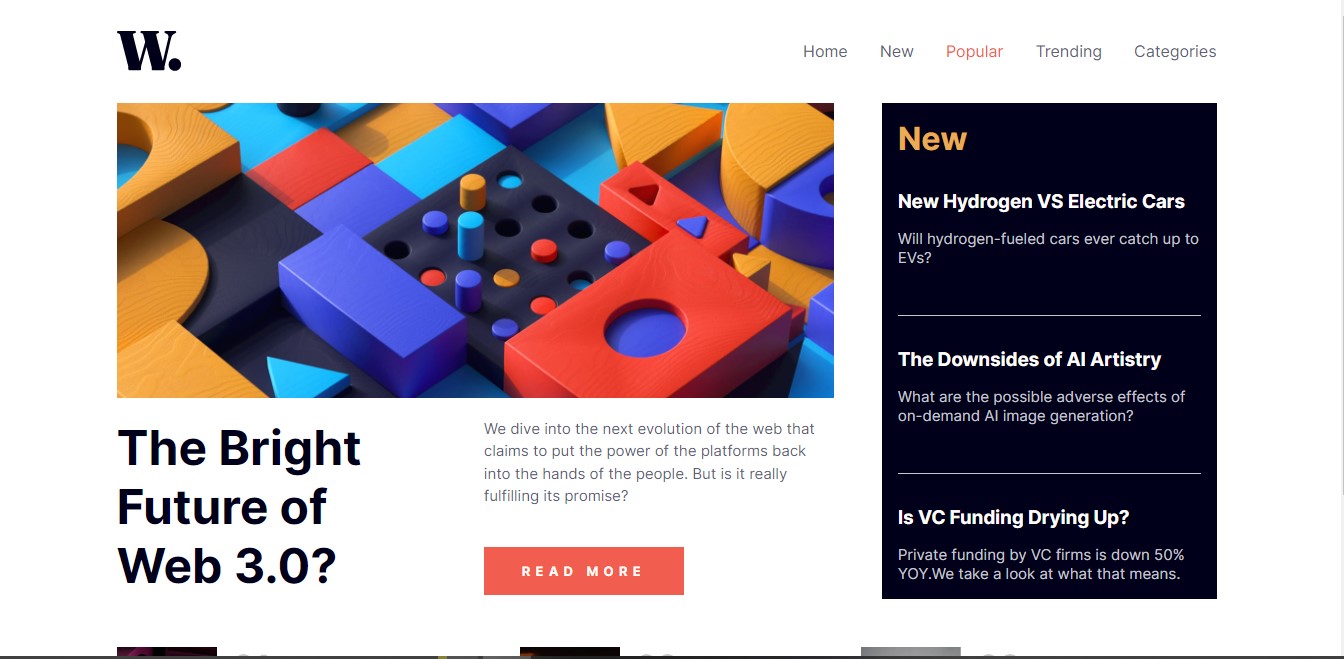 W.
Home New Popular Trending Categories
The Bright
Future of
Web 3.0?
We dive into the next evolution of the web that
claims to put the power of the platforms back
into the hands of the people. But is it really
fulfilling its promise?
READ MORE
New
New Hydrogen VS Electric Cars
Will hydrogen-fueled cars ever catch up to
EVs?
The Downsides of AI Artistry
What are the possible adverse effects of
on-demand AI image generation?
Is VC Funding Drying Up?
Private funding by VC firms is down 50%
YOY.We take a look at what that means.